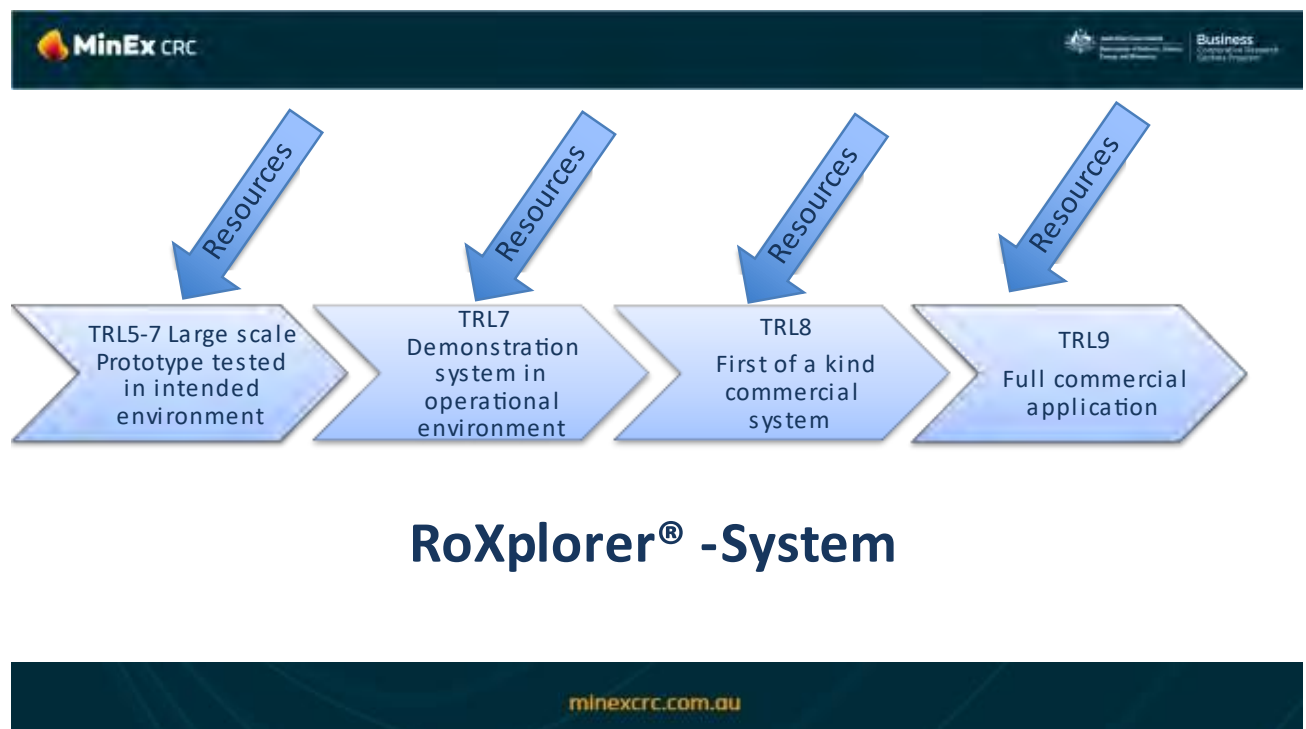 MinEx CRC
Business
Resources
Resources
Resources
Resources
TRL5-7 Large scale
Prototype tested
in intended
environment
TRL7
Demonstration
system in
operational
environment
TRL8
First of a kind
commercial
system
TRL9
Full commercial
application
RoXplorer® -System
minexcrc.com.au